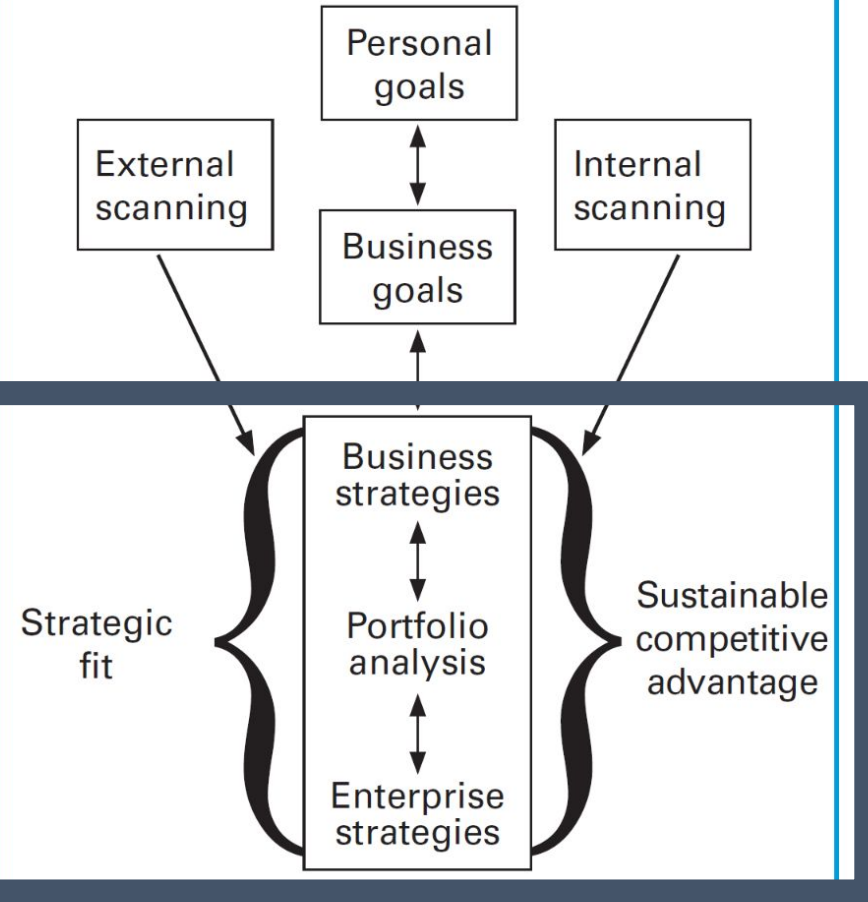 Personal
goals
External
scanning
Internal
scanning
Business
goals
Business
strategies
Strategic
fit
Portfolio
analysis
Sustainable
competitive
advantage
Enterprise
strategies